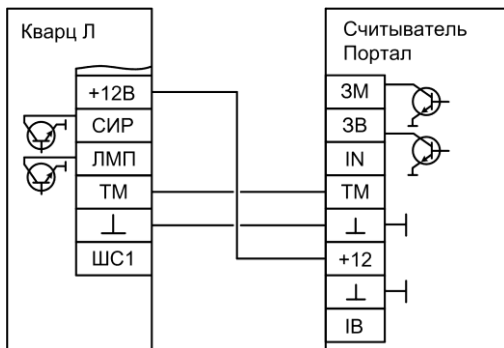 Кварц Л
+12В
СИР
ЛМП
ТМ
⊥
ШС1
Считыватель
Портал
ЗМ
ЗВ
IN
ТМ
⊥
+12
⊥
IB